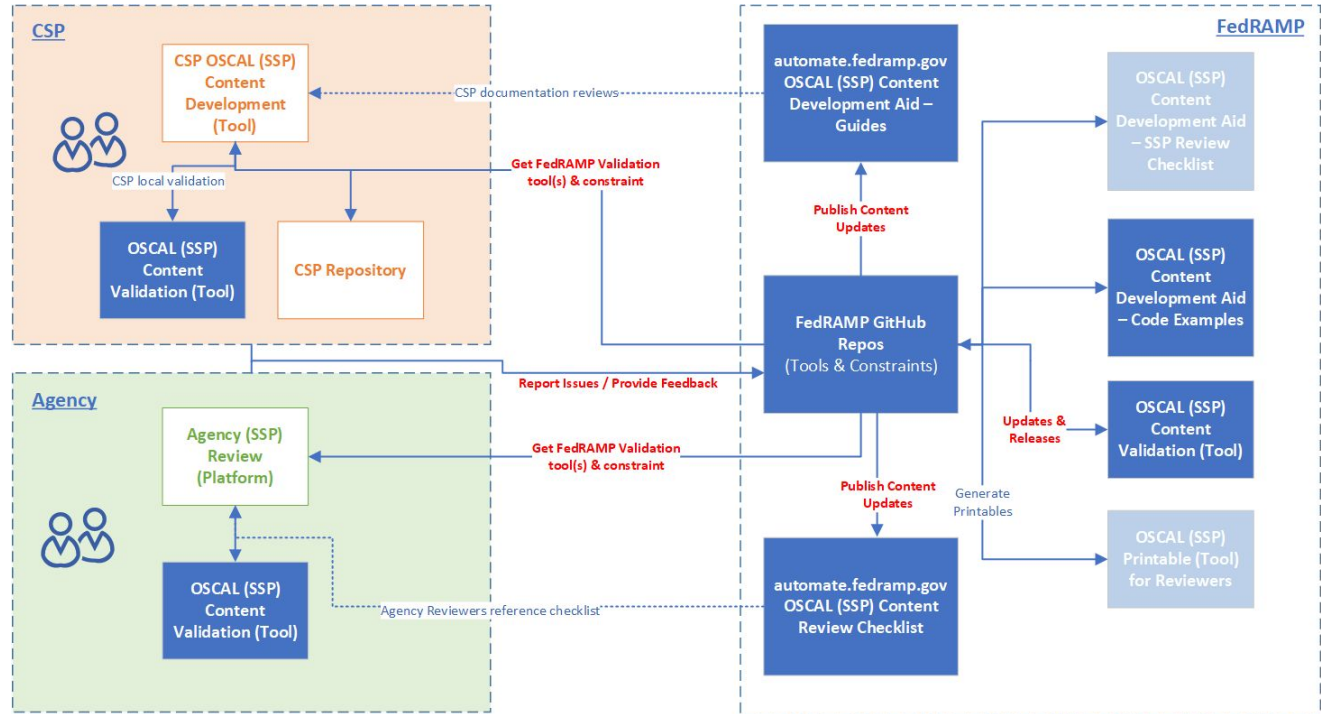 CSP
CSP OSCAL (SSP)
Content
Development
(Tool)
CSP local validation
OSCAL (SSP)
Content
Validation (Tool)
CSP Repository
CSP documentation reviews
Get FedRAMP Validation
tool(s) & constraint
Report Issues / Provide Feedback
Agency
Agency (SSP)
Review
(Platform)
OSCAL (SSP)
Content
Validation (Tool)
Get FedRAMP Validation
tool(s) & constraint
Agency Reviewers reference checklist
FedRAMP
automate.fedramp.gov
OSCAL (SSP) Content
Development Aid –
Guides
Publish Content
Updates
FedRAMP GitHub
Repos
(Tools & Constraints)
Publish Content
Updates
automate.fedramp.gov
OSCAL (SSP) Content
Review Checklist
OSCAL (SSP)
Content
Development Aid
– SSP Review
Checklist
OSCAL (SSP)
Content
Development Aid
– Code Examples
Updates &
Releases
OSCAL (SSP)
Content
Validation (Tool)
Generate
Printables
OSCAL (SSP)
Printable (Tool)
for Reviewers